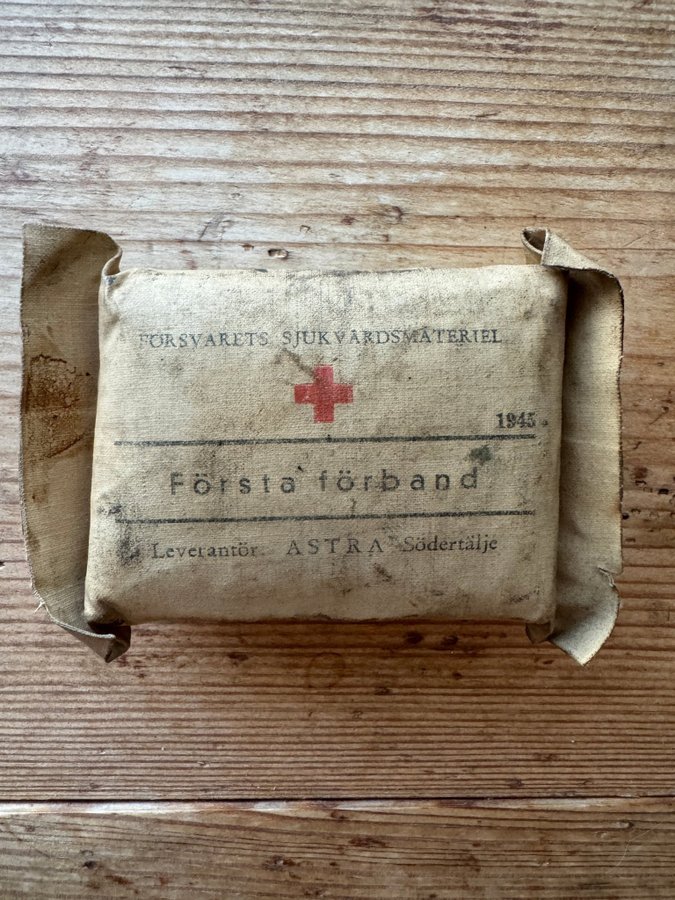 FÖRSVARETS SJUKVÅRDSMATERIEL
1945
Första förband
Leverantör: ASTRA Södertälje